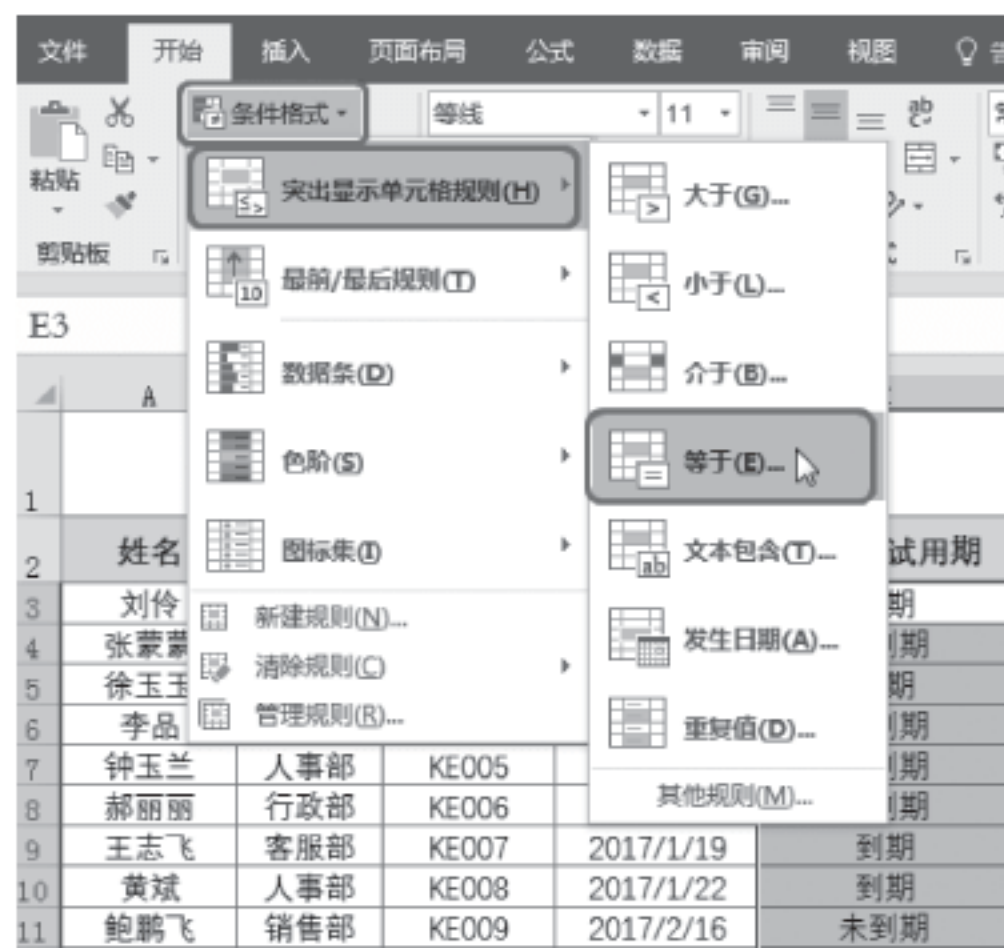 文件 开始 插入 页面布局 公式 数据 审阅 视图
条件格式 等线 11
粘贴
剪贴板
突出显示单元格规则(H)
最前/最后规则(T)
数据条(D)
色阶(S)
图标集(I)
新建规则(N)...
清除规则(C)
管理规则(R)...
大于(G)...
小于(L)...
介于(B)...
等于(E)...
文本包含(T)...
发生日期(A)...
重复值(D)...
其他规则(M)...
E3
A
1
2 姓名 试用期
3 刘伶 期
4 张蒙蒙 期
5 徐玉玉 期
6 李品 期
7 钟玉兰 人事部 KE005 期
8 郝丽丽 行政部 KE006 期
9 王志飞 客服部 KE007 2017/1/19 到期
10 黄斌 人事部 KE008 2017/1/22 到期
11 鲍鹏飞 销售部 KE009 2017/2/16 未到期